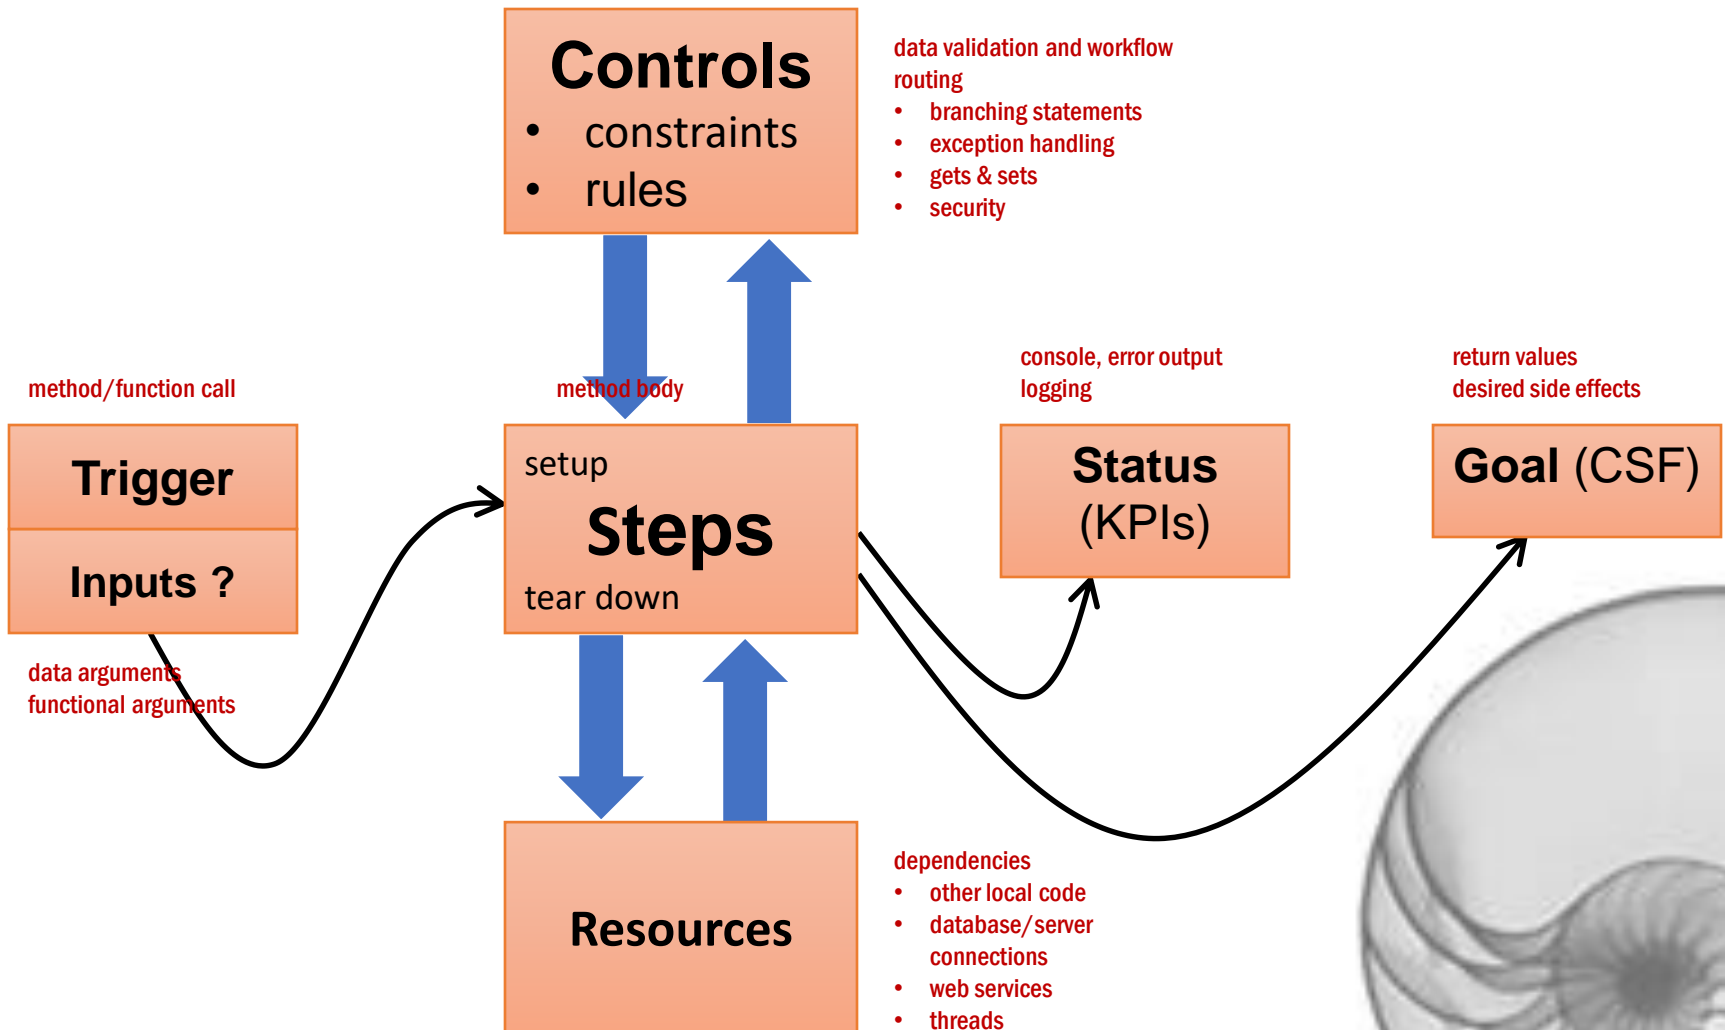 Controls
• constraints
• rules
data validation and workflow
routing
• branching statements
• exception handling
• gets & sets
• security
method/function call
Trigger
Inputs ?
data arguments
functional arguments
method body
setup
Steps
tear down
console, error output
logging
Status
(KPIs)
return values
desired side effects
Goal (CSF)
Resources
dependencies
• other local code
• database/server
connections
• web services
• threads